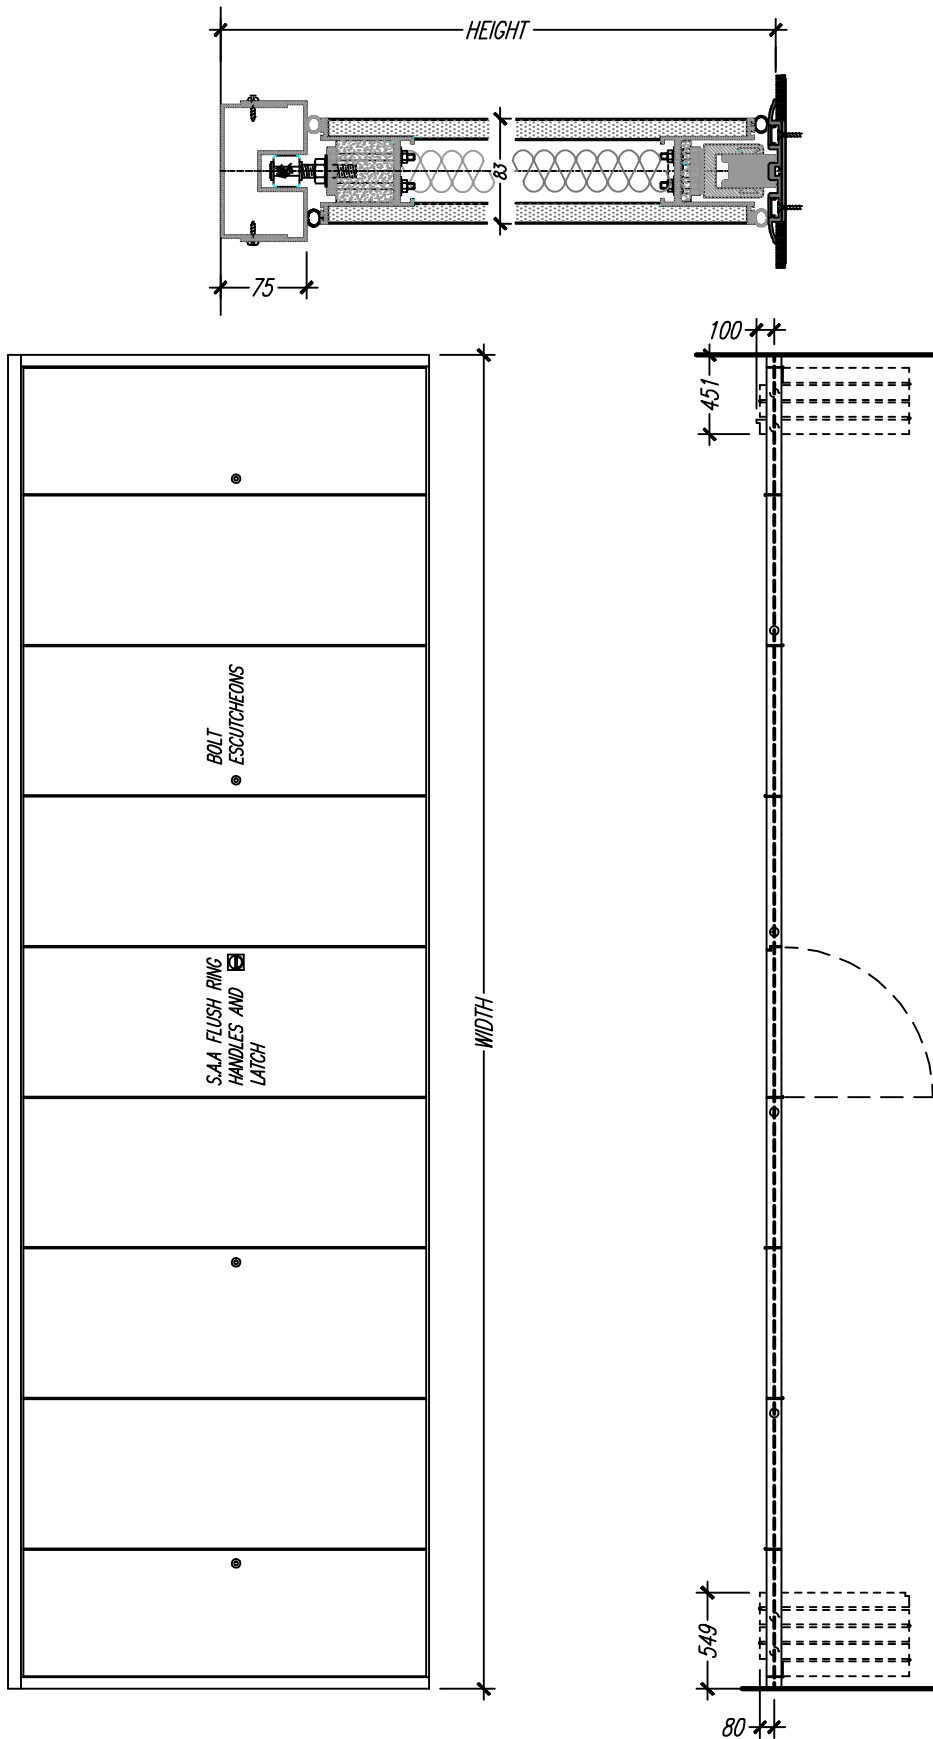 HEIGHT
83
75
100
451
BOLT
ESCUTCHEONS
S.A.A FLUSH RING
HANDLES AND
LATCH
WIDTH
549
80